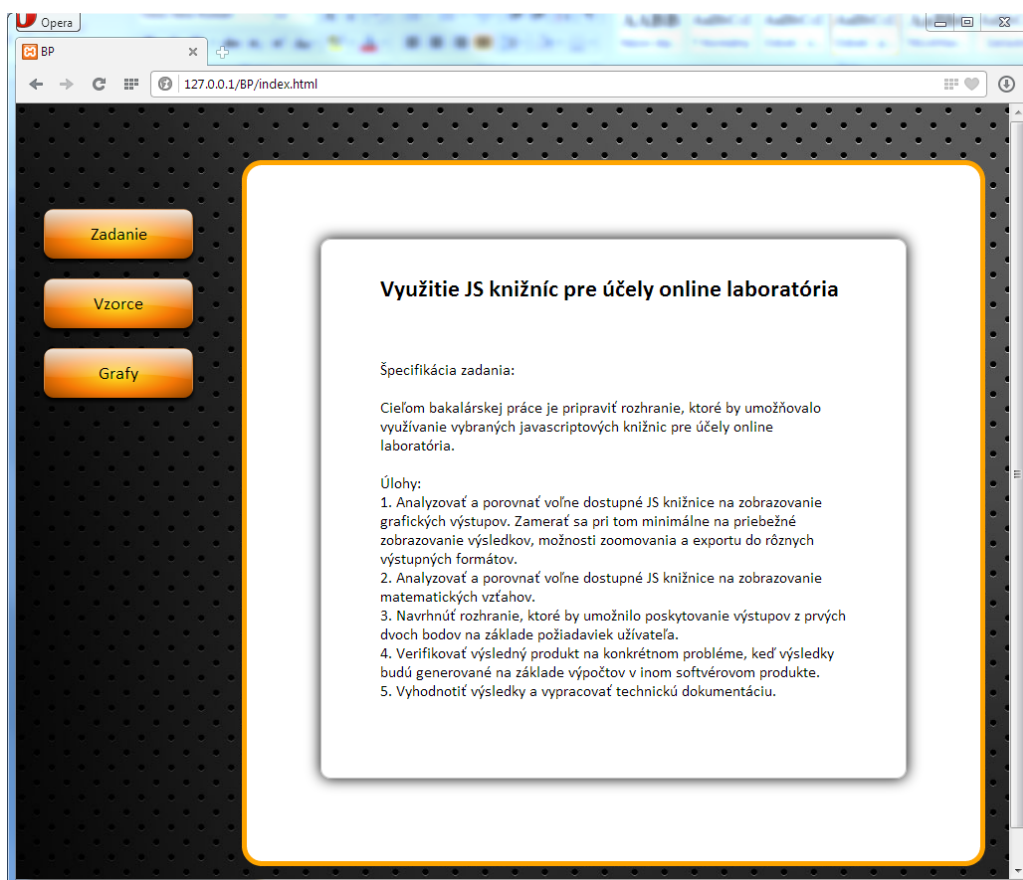 Opera
BP
127.0.0.1/BP/index.html
Zadanie
Vzorce
Grafy
Využitie JS knižníc pre účely online laboratória
Špecifikácia zadania:
Cieľom bakalárskej práce je pripraviť rozhranie, ktoré by umožňovalo
využívanie vybraných javascriptových knižnic pre účely online
laboratória.
Úlohy:
1. Analyzovať a porovnať voľne dostupné JS knižnice na zobrazovanie
grafických výstupov. Zamerať sa pri tom minimálne na priebežné
zobrazovanie výsledkov, možnosti zoomovania a exportu do rôznych
výstupných formátov.
2. Analyzovať a porovnať voľne dostupné JS knižnice na zobrazovanie
matematických vzťahov.
3. Navrhnúť rozhranie, ktoré by umožnilo poskytovanie výstupov z prvých
dvoch bodov na základe požiadaviek užívateľa.
4. Verifikovať výsledný produkt na konkrétnom probléme, keď výsledky
budú generované na základe výpočtov v inom softvérovom produkte.
5. Vyhodnotiť výsledky a vypracovať technickú dokumentáciu.